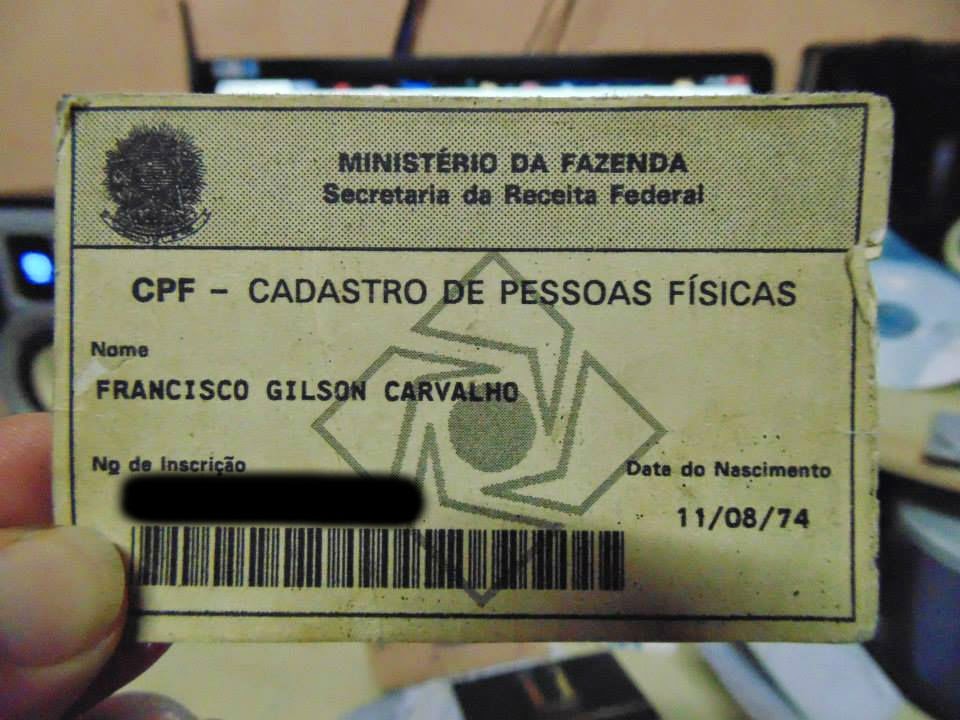 MINISTÉRIO DA FAZENDA
Secretaria da Receita Federal
CPF – CADASTRO DE PESSOAS FÍSICAS
Nome
FRANCISCO GILSON CARVALHO
No de Inscrição
Data do Nascimento
11/08/74